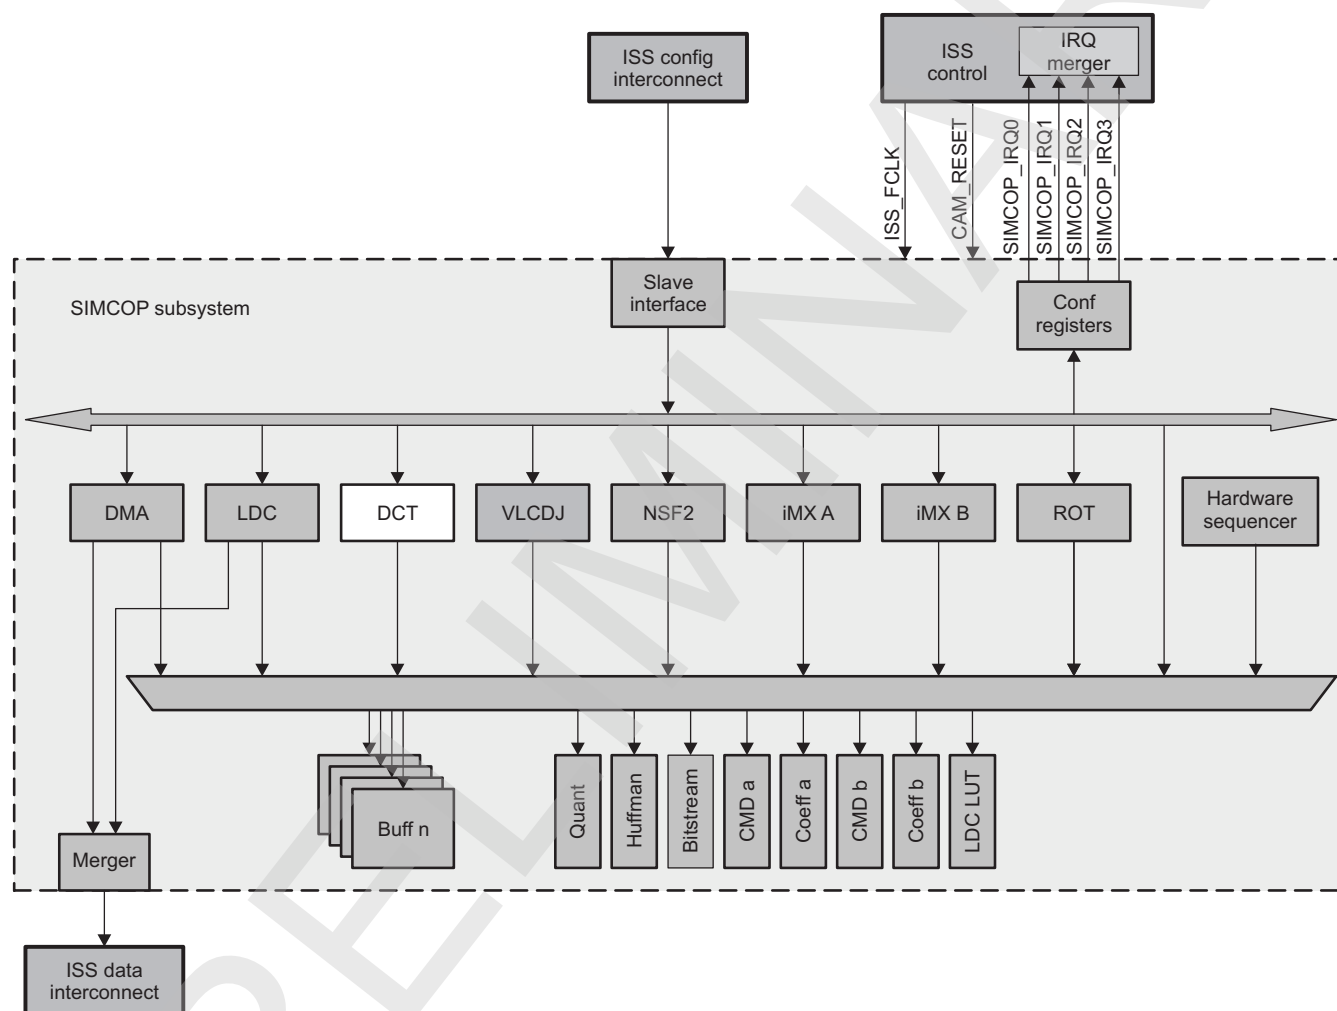 ISS config
interconnect
ISS
control
IRQ
merger
ISS_FCLK
CAM_RESET
SIMCOP_IRQ0
SIMCOP_IRQ1
SIMCOP_IRQ2
SIMCOP_IRQ3
SIMCOP subsystem
Slave
interface
Conf
registers
DMA
LDC
DCT
VLCDJ
NSF2
iMX A
iMX B
ROT
Hardware
sequencer
Buff n
Quant
Huffman
Bitstream
CMD a
Coeff a
CMD b
Coeff b
LDC LUT
Merger
ISS data
interconnect